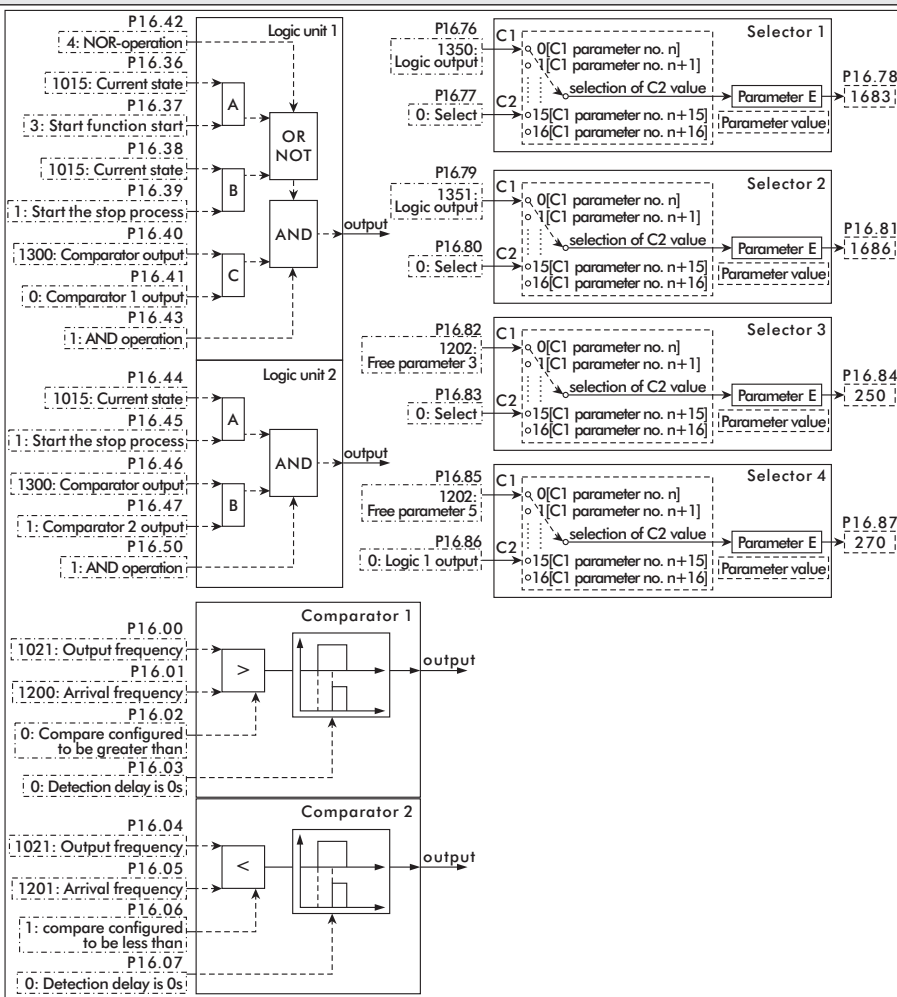 P16.42
4: NOR-operation
P16.36
1015: Current state
P16.37
3: Start function start
P16.38
1015: Current state
P16.39
1: Start the stop process
P16.40
1300: Comparator output
P16.41
0: Comparator 1 output
P16.43
1: AND operation
Logic unit 1
A
B
C
OR
NOT
AND
output
P16.44
1015: Current state
P16.45
1: Start the stop process
P16.46
1300: Comparator output
P16.47
1: Comparator 2 output
P16.50
1: AND operation
Logic unit 2
A
B
AND
output
P16.76
1350:
Logic output
P16.77
0: Select
C1
C2
Selector 1
0[C1 parameter no. n]
1[C1 parameter no. n+1]
selection of C2 value
15[C1 parameter no. n+15]
16[C1 parameter no. n+16]
Parameter E
Parameter value
P16.78
1683
P16.79
1351:
Logic output
P16.80
0: Select
C1
C2
Selector 2
0[C1 parameter no. n]
1[C1 parameter no. n+1]
selection of C2 value
15[C1 parameter no. n+15]
16[C1 parameter no. n+16]
Parameter E
Parameter value
P16.81
1686
P16.82
1202:
Free parameter 3
P16.83
0: Select
C1
C2
Selector 3
0[C1 parameter no. n]
1[C1 parameter no. n+1]
selection of C2 value
15[C1 parameter no. n+15]
16[C1 parameter no. n+16]
Parameter E
Parameter value
P16.84
250
P16.85
1202:
Free parameter 5
P16.86
0: Logic 1 output
C1
C2
Selector 4
0[C1 parameter no. n]
1[C1 parameter no. n+1]
selection of C2 value
15[C1 parameter no. n+15]
16[C1 parameter no. n+16]
Parameter E
Parameter value
P16.87
270
P16.00
1021: Output frequency
P16.01
1200: Arrival frequency
P16.02
0: Compare configured
to be greater than
P16.03
0: Detection delay is 0s
Comparator 1
>
output
P16.04
1021: Output frequency
P16.05
1201: Arrival frequency
P16.06
1: compare configured
to be less than
P16.07
0: Detection delay is 0s
Comparator 2
<
output